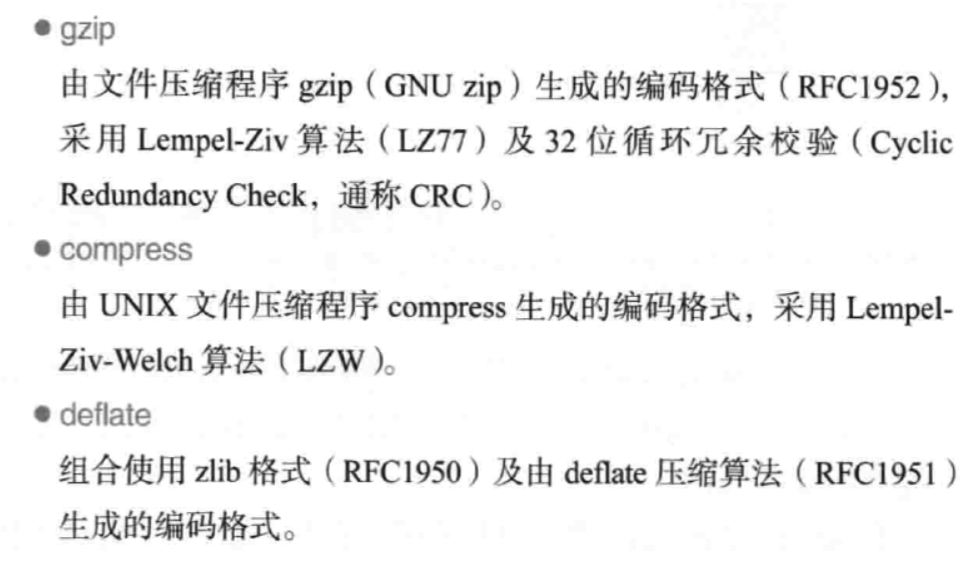 ● gzip
由文件压缩程序 gzip（GNU zip）生成的编码格式（RFC1952），
采用 Lempel-Ziv 算法（LZ77）及 32 位循环冗余校验（Cyclic
Redundancy Check，通称 CRC）。
● compress
由 UNIX 文件压缩程序 compress 生成的编码格式，采用 Lempel-
Ziv-Welch 算法（LZW）。
● deflate
组合使用 zlib 格式（RFC1950）及由 deflate 压缩算法（RFC1951）
生成的编码格式。